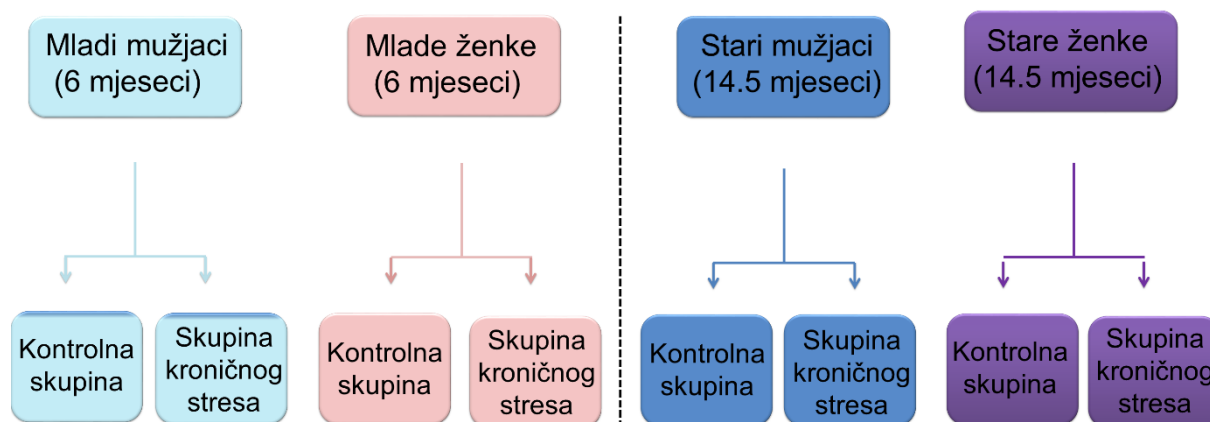 Mladi mužjaci
(6 mjeseci)
Mlade ženke
(6 mjeseci)
Stari mužjaci
(14.5 mjeseci)
Stare ženke
(14.5 mjeseci)
Kontrolna
skupina
Skupina
kroničnog
stresa
Kontrolna
skupina
Skupina
kroničnog
stresa
Kontrolna
skupina
Skupina
kroničnog
stresa
Kontrolna
skupina
Skupina
kroničnog
stresa